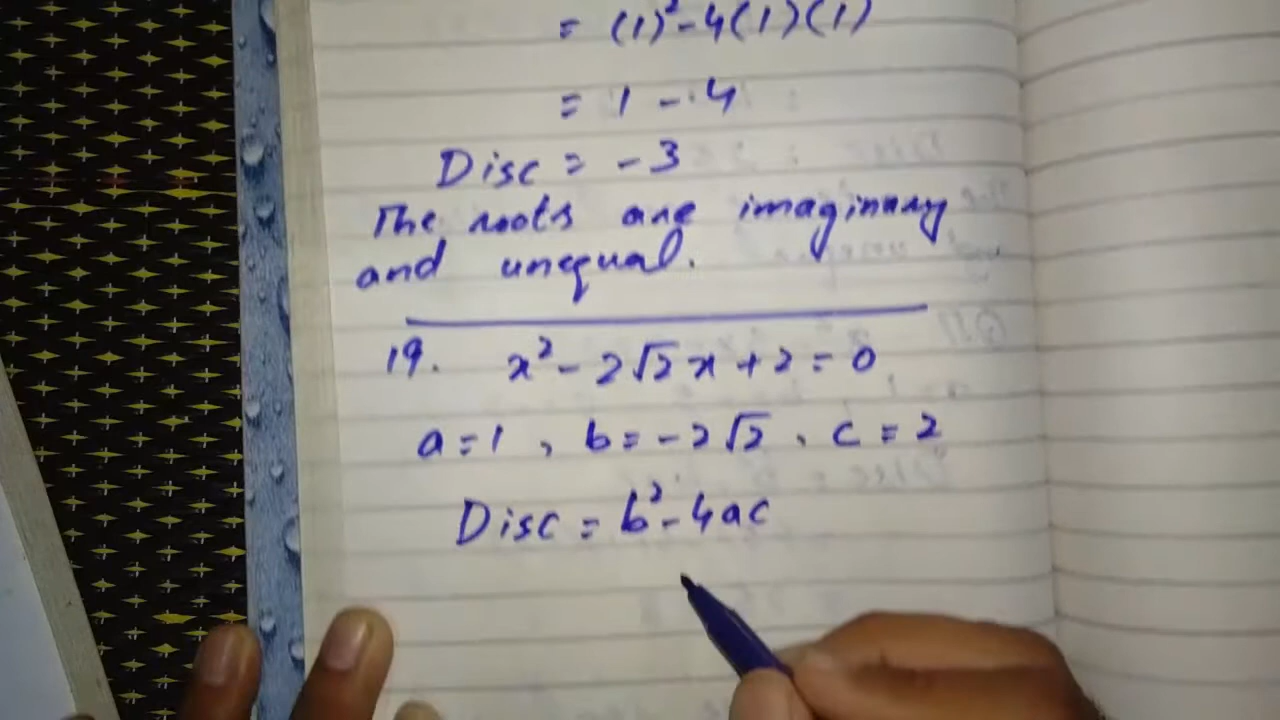 = (1)²-4(1)(1)
= 1 - 4
Disc = -3
The roots are imaginary
and unequal.
19. x² - 2√2x + 2 = 0
a=1, b=-2√2, c=2
Disc = b²-4ac